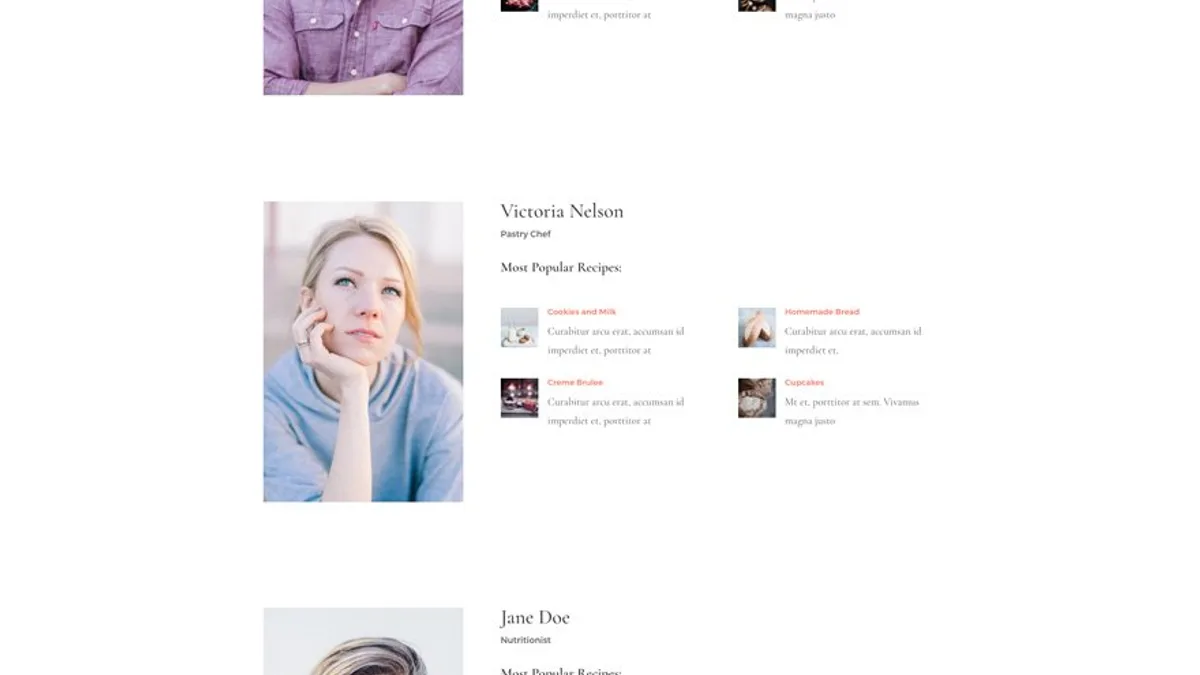 imperdiet et, porttitor at
magna justo
Victoria Nelson
Pastry Chef
Most Popular Recipes:
Cookies and Milk
Curabitur arcu erat, accumsan id
imperdiet et, porttitor at
Homemade Bread
Curabitur arcu erat, accumsan id
imperdiet et,
Creme Brulee
Curabitur arcu erat, accumsan id
imperdiet et, porttitor at
Cupcakes
Mt et, porttitor at sem. Vivamus
magna justo
Jane Doe
Nutritionist
Most Popular Recipes: